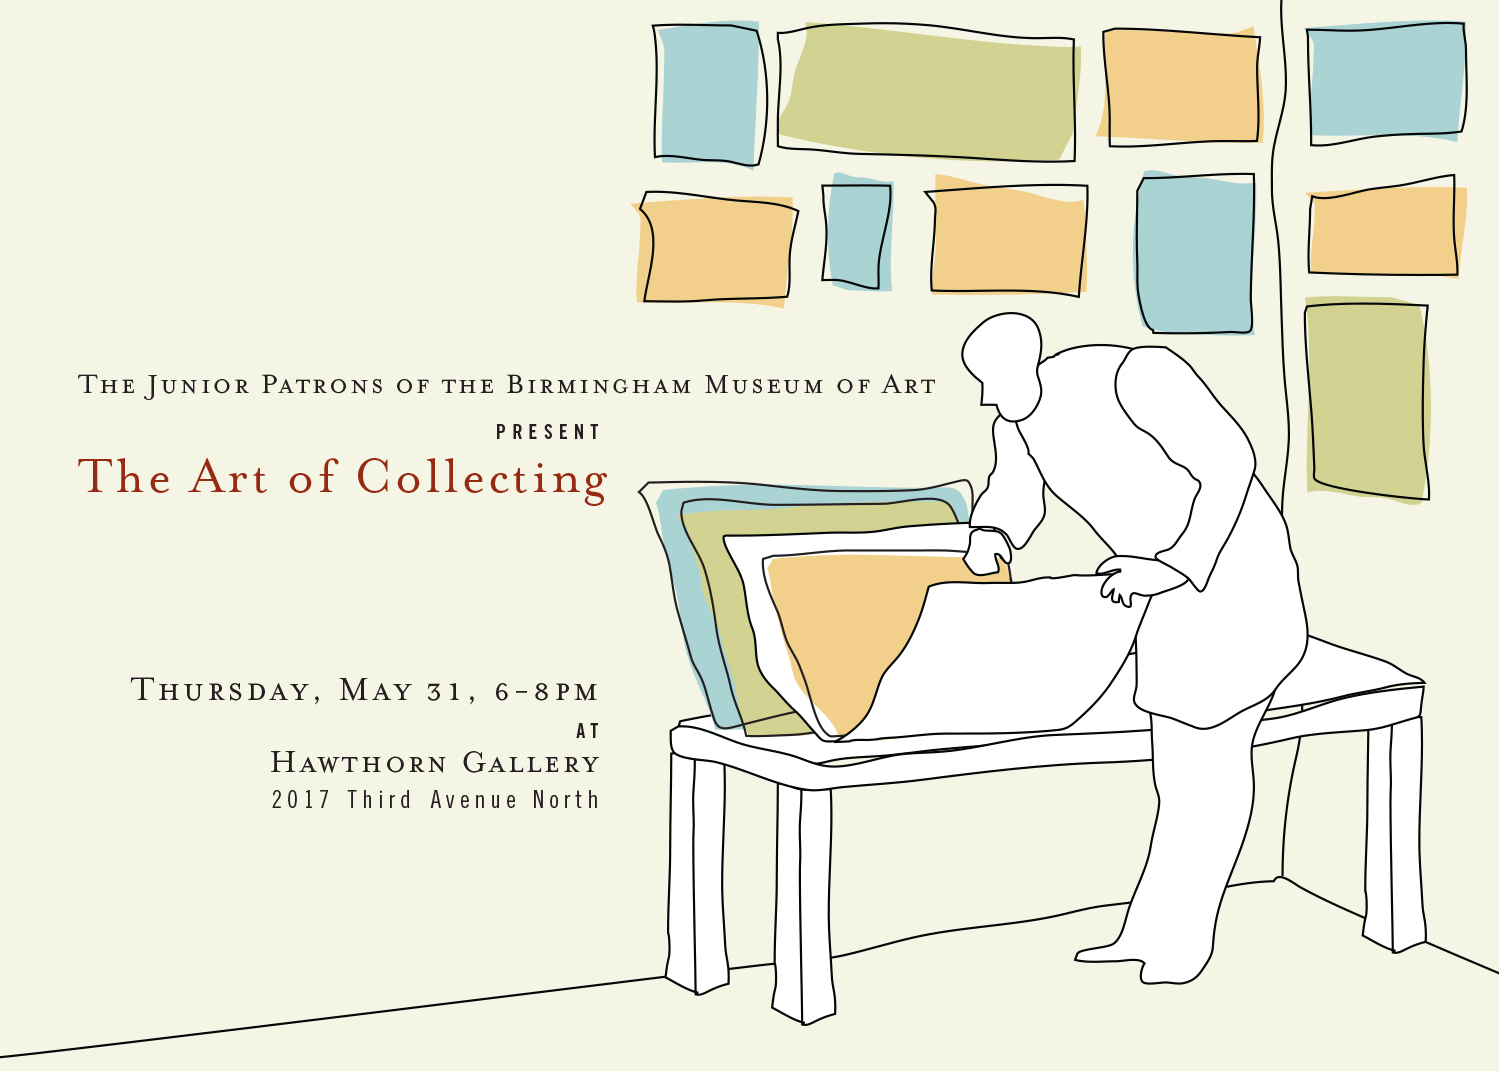 The Junior Patrons of the Birmingham Museum of Art
PRESENT
The Art of Collecting
Thursday, May 31, 6–8PM
AT
Hawthorn Gallery
2017 Third Avenue North